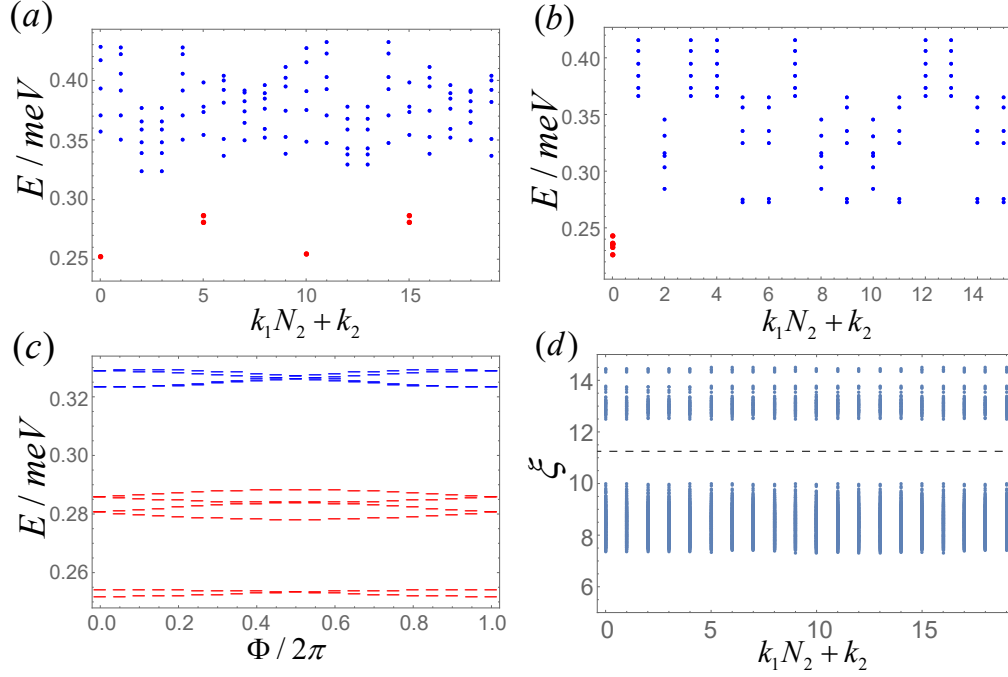 (a)
E / meV
0.40
0.35
0.30
0.25
0 5 10 15
k₁N₂ + k₂
(b)
E / meV
0.40
0.35
0.30
0.25
0 2 4 6 8 10 12 14
k₁N₂ + k₂
(c)
E / meV
0.32
0.28
0.26
0.0 0.2 0.4 0.6 0.8 1.0
Φ / 2π
(d)
ξ
14
12
10
8
6
0 5 10 15
k₁N₂ + k₂